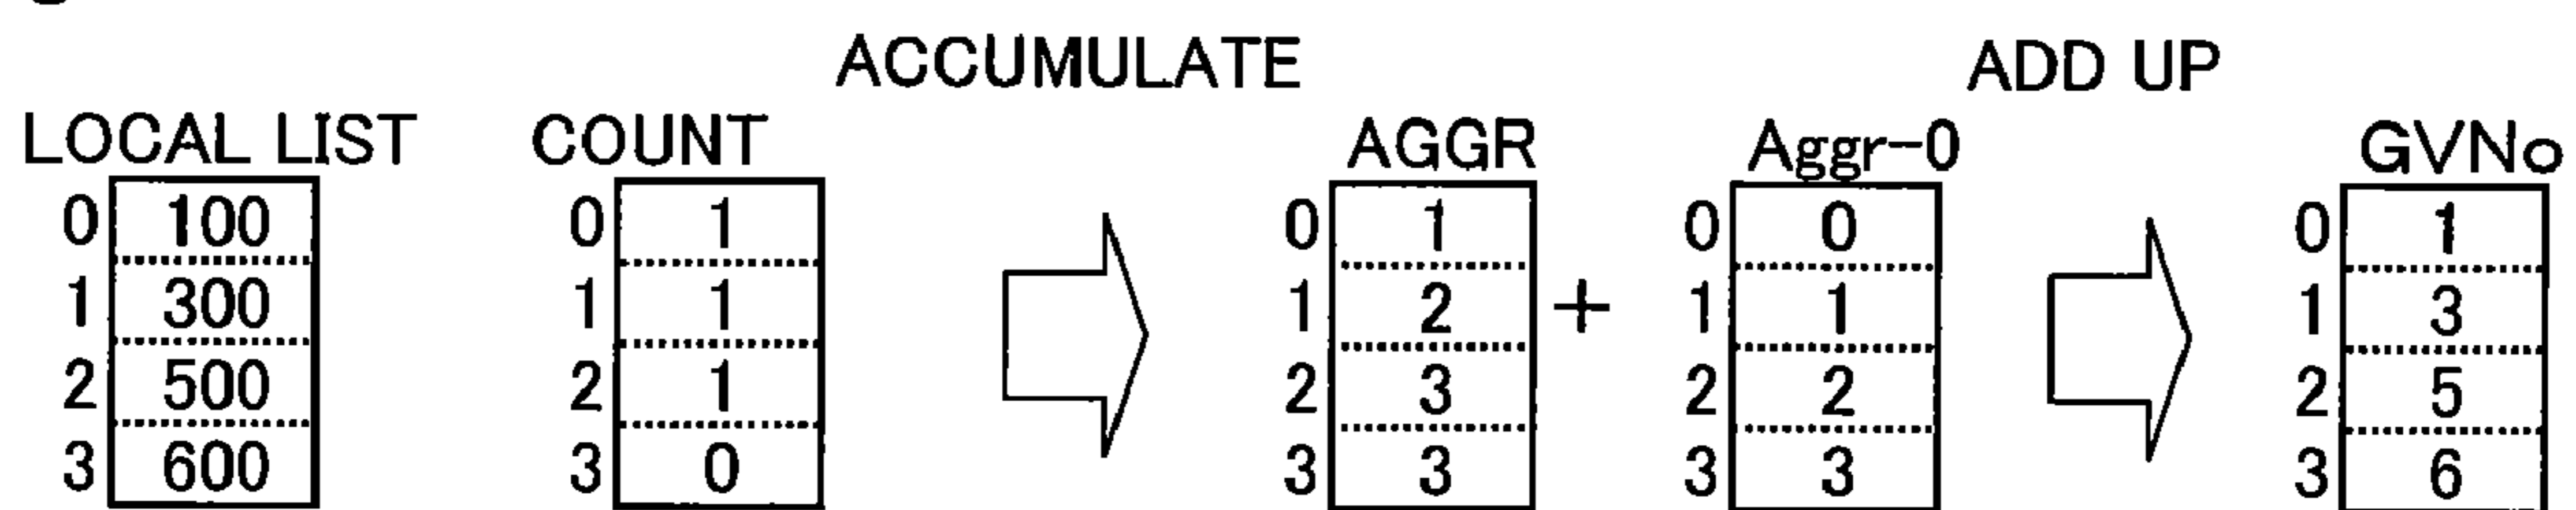 ACCUMULATE ADD UP
LOCAL LIST COUNT AGGR Aggr-0 GVNo
0 100 0 1 0 1 0 0 0 1
1 300 1 1 1 2 + 1 1 1 3
2 500 2 1 2 3 2 2 2 5
3 600 3 0 3 3 3 3 3 6